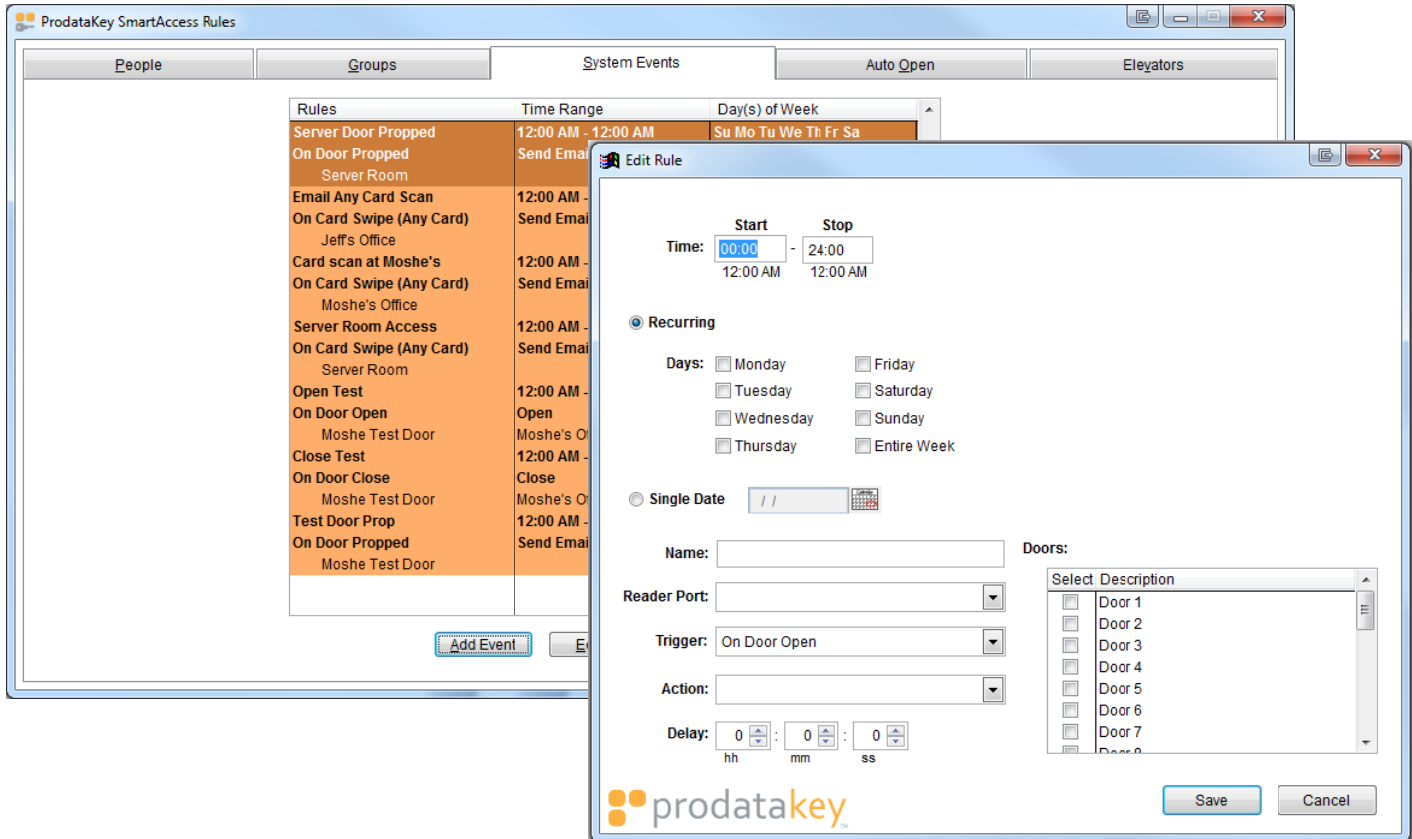 ProdataKey SmartAccess Rules
People Groups System Events Auto Open Elevators
Rules Time Range Day(s) of Week
Server Door Propped 12:00 AM - 12:00 AM Su Mo Tu We Th Fr Sa
On Door Propped Send Emai
Server Room
Email Any Card Scan 12:00 AM -
On Card Swipe (Any Card) Send Emai
Jeff's Office
Card scan at Moshe's 12:00 AM -
On Card Swipe (Any Card) Send Emai
Moshe's Office
Server Room Access 12:00 AM -
On Card Swipe (Any Card) Send Emai
Server Room
Open Test 12:00 AM -
On Door Open Open
Moshe Test Door Moshe's O
Close Test 12:00 AM -
On Door Close Close
Moshe Test Door Moshe's O
Test Door Prop 12:00 AM -
On Door Propped Send Emai
Moshe Test Door
Add Event E
Edit Rule
Start Stop
Time: 00:00 - 24:00
12:00 AM 12:00 AM
Recurring
Days: Monday Friday
Tuesday Saturday
Wednesday Sunday
Thursday Entire Week
Single Date / /
Name:
Reader Port:
Trigger: On Door Open
Action:
Delay: 0 : 0 : 0
hh mm ss
Doors:
Select Description
Door 1
Door 2
Door 3
Door 4
Door 5
Door 6
Door 7
Door 8
prodatakey™
Save Cancel